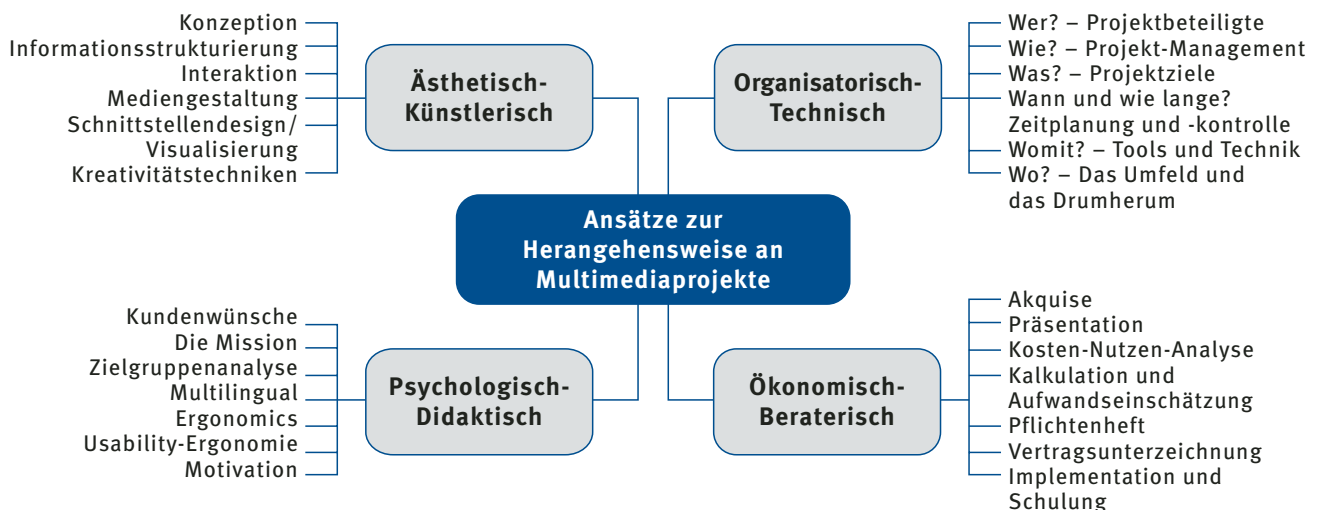 Konzeption
Informationsstrukturierung
Interaktion
Mediengestaltung
Schnittstellendesign/
Visualisierung
Kreativitätstechniken
Ästhetisch-
Künstlerisch
Organisatorisch-
Technisch
Wer? – Projektbeteiligte
Wie? – Projekt-Management
Was? – Projektziele
Wann und wie lange?
Zeitplanung und -kontrolle
Womit? – Tools und Technik
Wo? – Das Umfeld und
das Drumherum
Ansätze zur
Herangehensweise an
Multimediaprojekte
Kundenwünsche
Die Mission
Zielgruppenanalyse
Multilingual
Ergonomics
Usability-Ergonomie
Motivation
Psychologisch-
Didaktisch
Ökonomisch-
Beraterisch
Akquise
Präsentation
Kosten-Nutzen-Analyse
Kalkulation und
Aufwandseinschätzung
Pflichtenheft
Vertragsunterzeichnung
Implementation und
Schulung